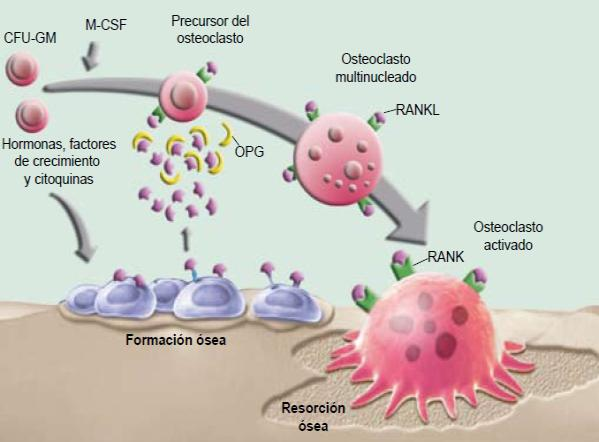 CFU-GM
M-CSF
Precursor del
osteoclasto
Osteoclasto
multinucleado
RANKL
Hormonas, factores
de crecimiento
y citoquinas
OPG
Osteoclasto
activado
RANK
Formación ósea
Resorción
ósea